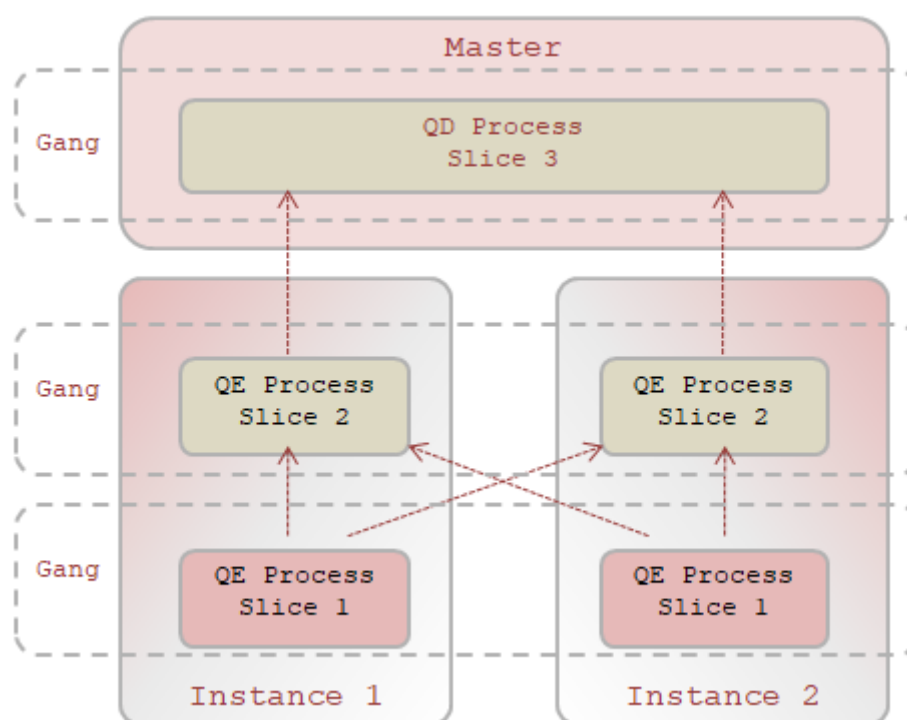 Master
Gang
QD Process
Slice 3
Gang
QE Process
Slice 2
QE Process
Slice 2
Gang
QE Process
Slice 1
QE Process
Slice 1
Instance 1
Instance 2